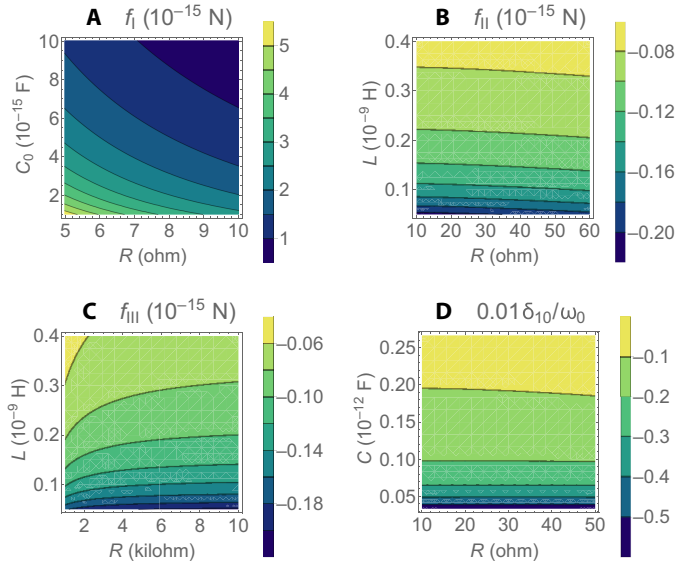 A f_I (10⁻¹⁵ N)
C₀ (10⁻¹⁵ F)
10
8
6
4
2
5 6 7 8 9 10
R (ohm)
5
4
3
2
1
B f_II (10⁻¹⁵ N)
L (10⁻⁹ H)
0.4
0.3
0.2
0.1
10 20 30 40 50 60
R (ohm)
−0.08
−0.12
−0.16
−0.20
C f_III (10⁻¹⁵ N)
L (10⁻⁹ H)
0.4
0.3
0.2
0.1
2 4 6 8 10
R (kilohm)
−0.06
−0.10
−0.14
−0.18
D 0.01δ₁₀/ω₀
C (10⁻¹² F)
0.25
0.20
0.15
0.10
0.05
10 20 30 40 50
R (ohm)
−0.1
−0.2
−0.3
−0.4
−0.5